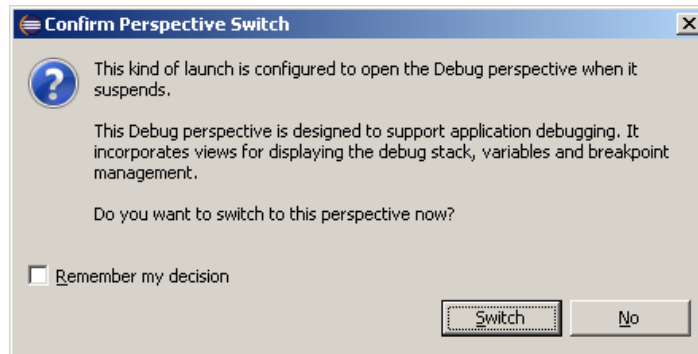 Confirm Perspective Switch
This kind of launch is configured to open the Debug perspective when it
suspends.
This Debug perspective is designed to support application debugging. It
incorporates views for displaying the debug stack, variables and breakpoint
management.
Do you want to switch to this perspective now?
Remember my decision
Switch
No